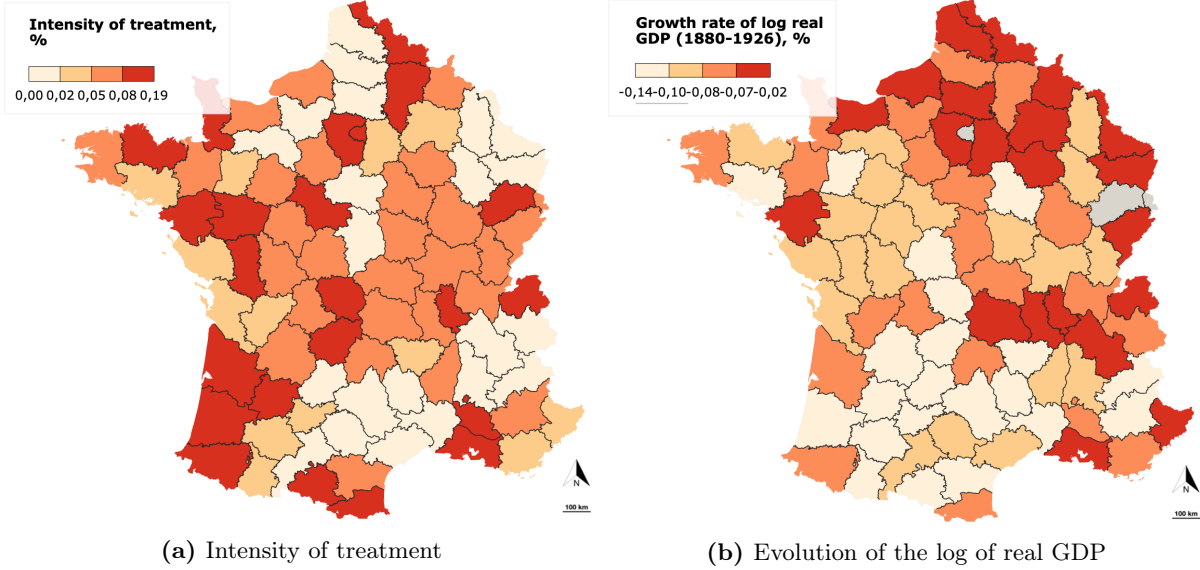 Intensity of treatment,
%
0,00 0,02 0,05 0,08 0,19
N
100 km
(a) Intensity of treatment
Growth rate of log real
GDP (1880-1926), %
-0,14-0,10-0,08-0,07-0,02
N
100 km
(b) Evolution of the log of real GDP